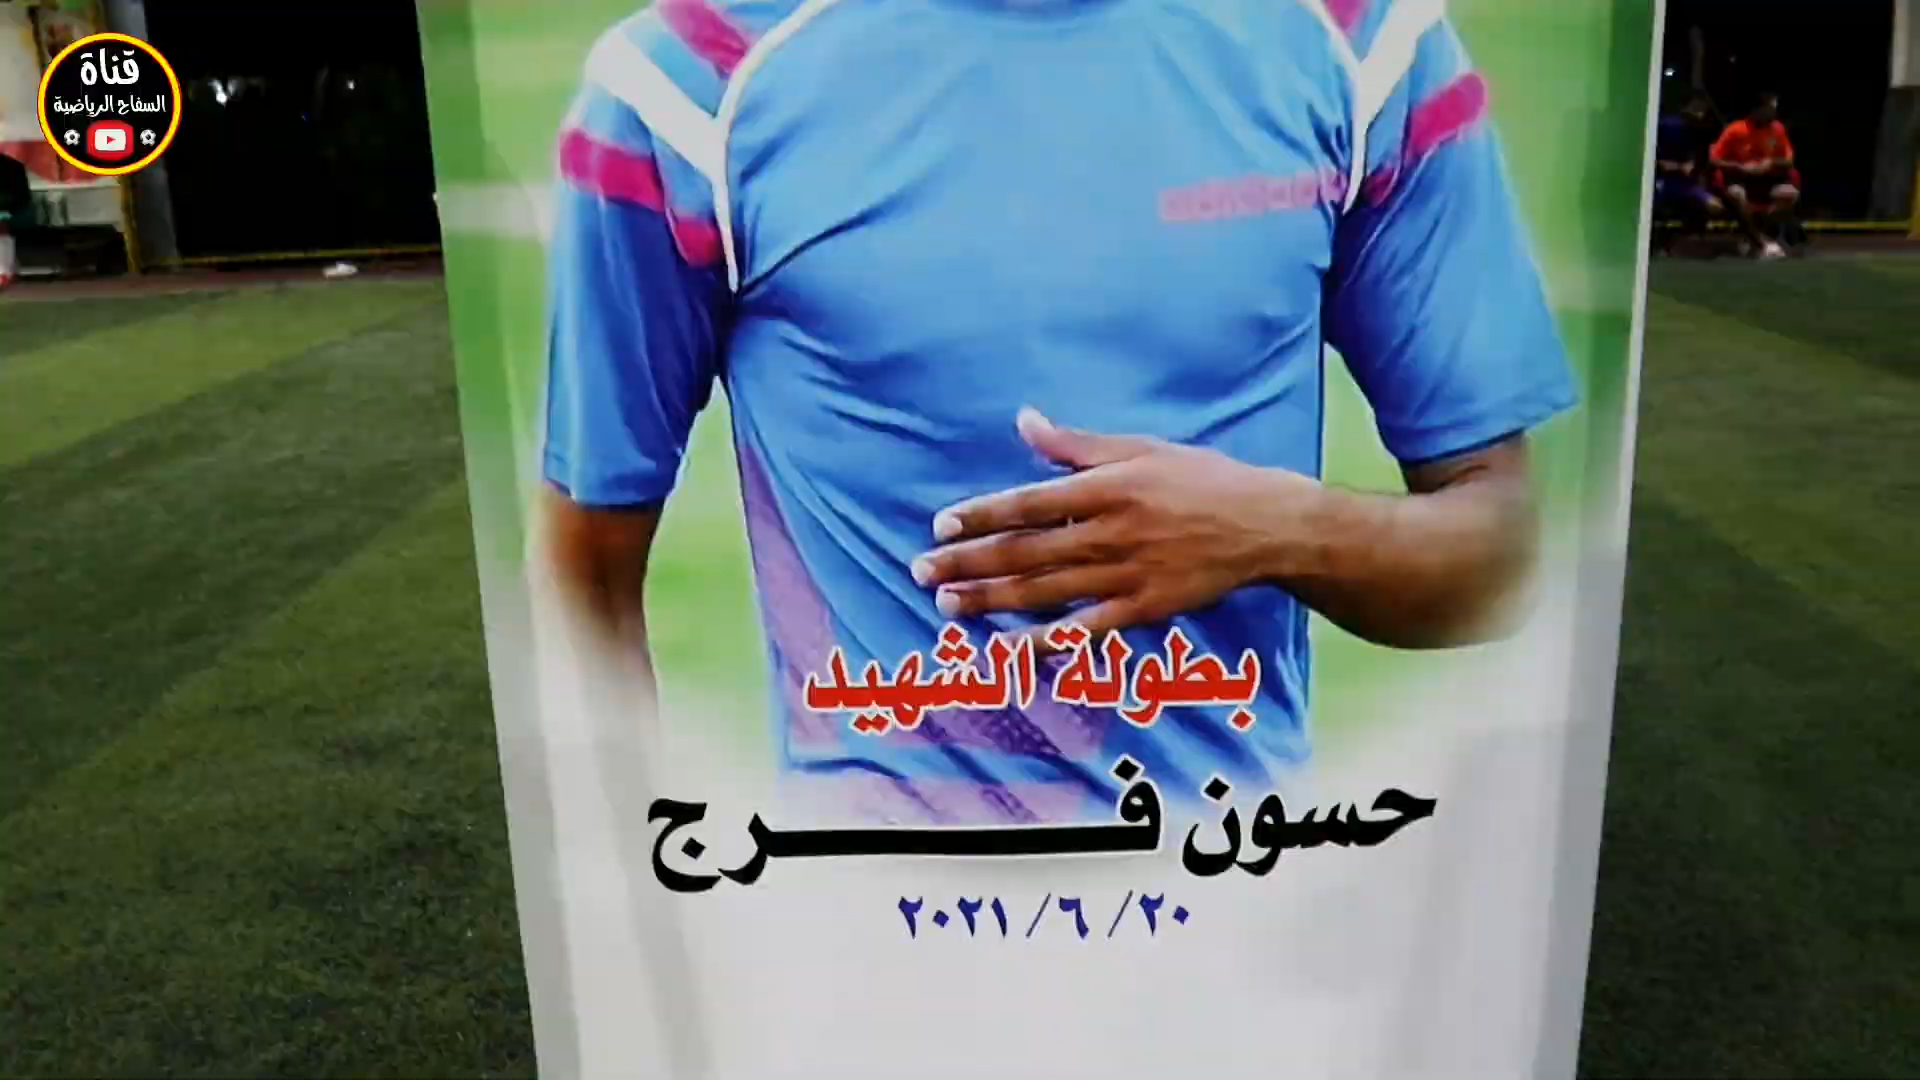 قناة
السفاح الرياضية
بطولة الشهيد
حسون فرج
٢٠/ ٦/ ٢٠٢١